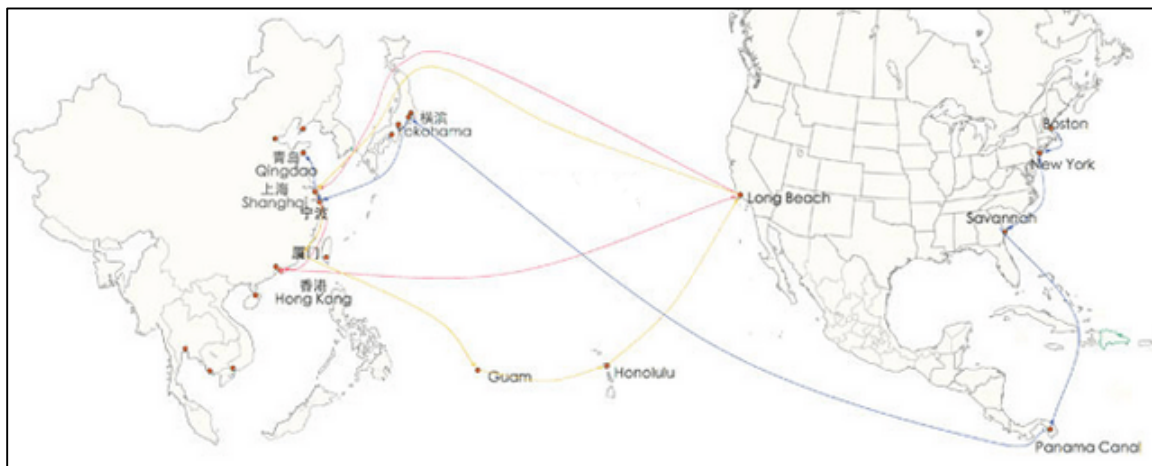 横滨
Yokohama
青岛
Qingdao
上海
Shanghai
宁波
厦门
香港
Hong Kang
Guam
Honolulu
Long Beach
Boston
New York
Savannah
Panama Canal